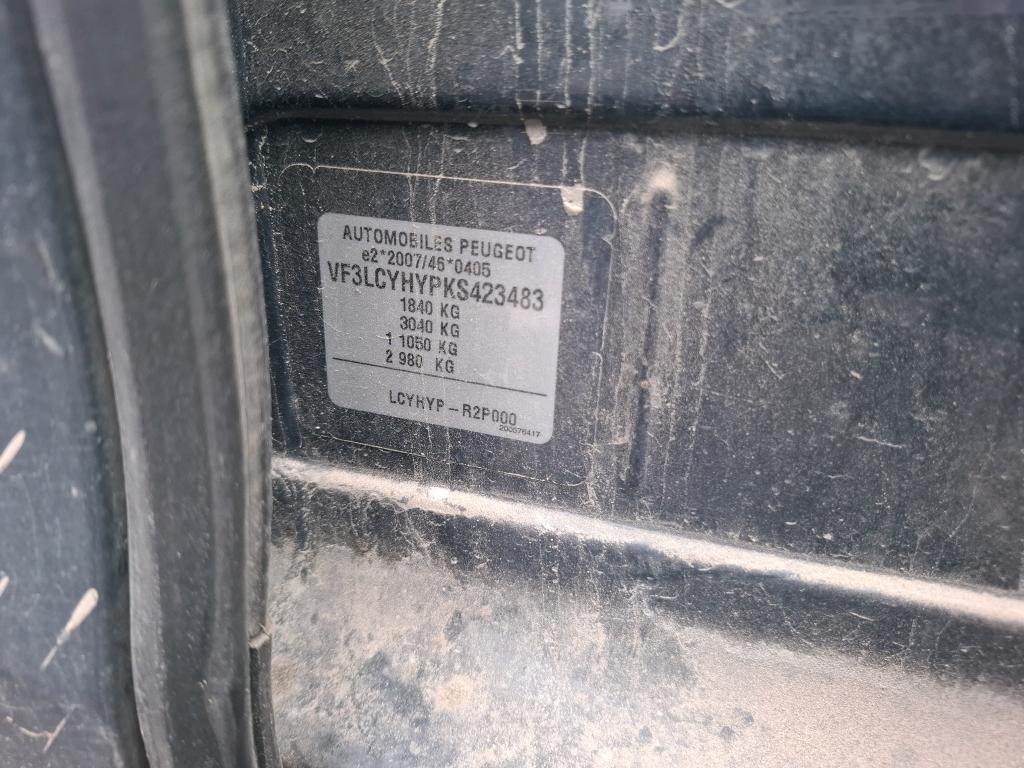 AUTOMOBILES PEUGEOT
e2*2007/46*0405
VF3LCYHYPKS423483
1840 KG
3040 KG
1 1050 KG
2 980 KG
LCYHYP - R2P000
200576417